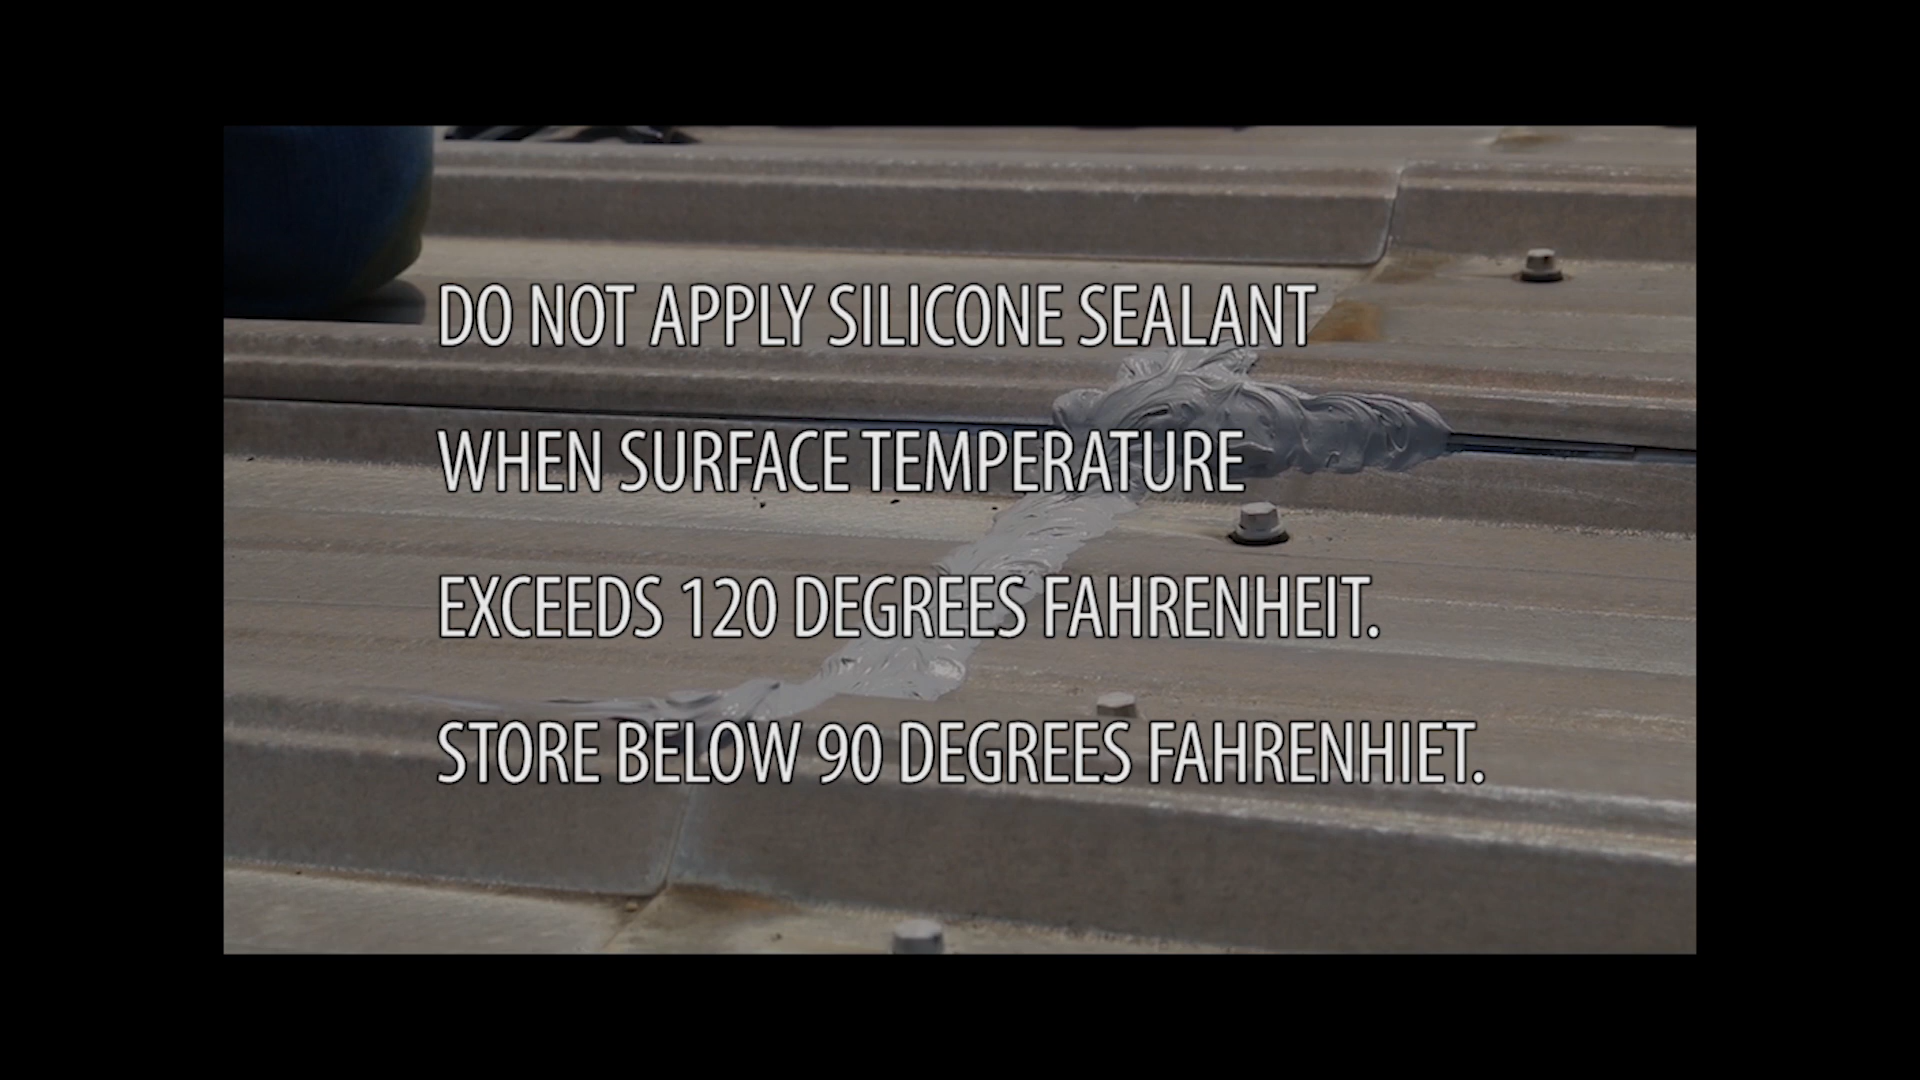 DO NOT APPLY SILICONE SEALANT
WHEN SURFACE TEMPERATURE
EXCEEDS 120 DEGREES FAHRENHEIT.
STORE BELOW 90 DEGREES FAHRENHIET.